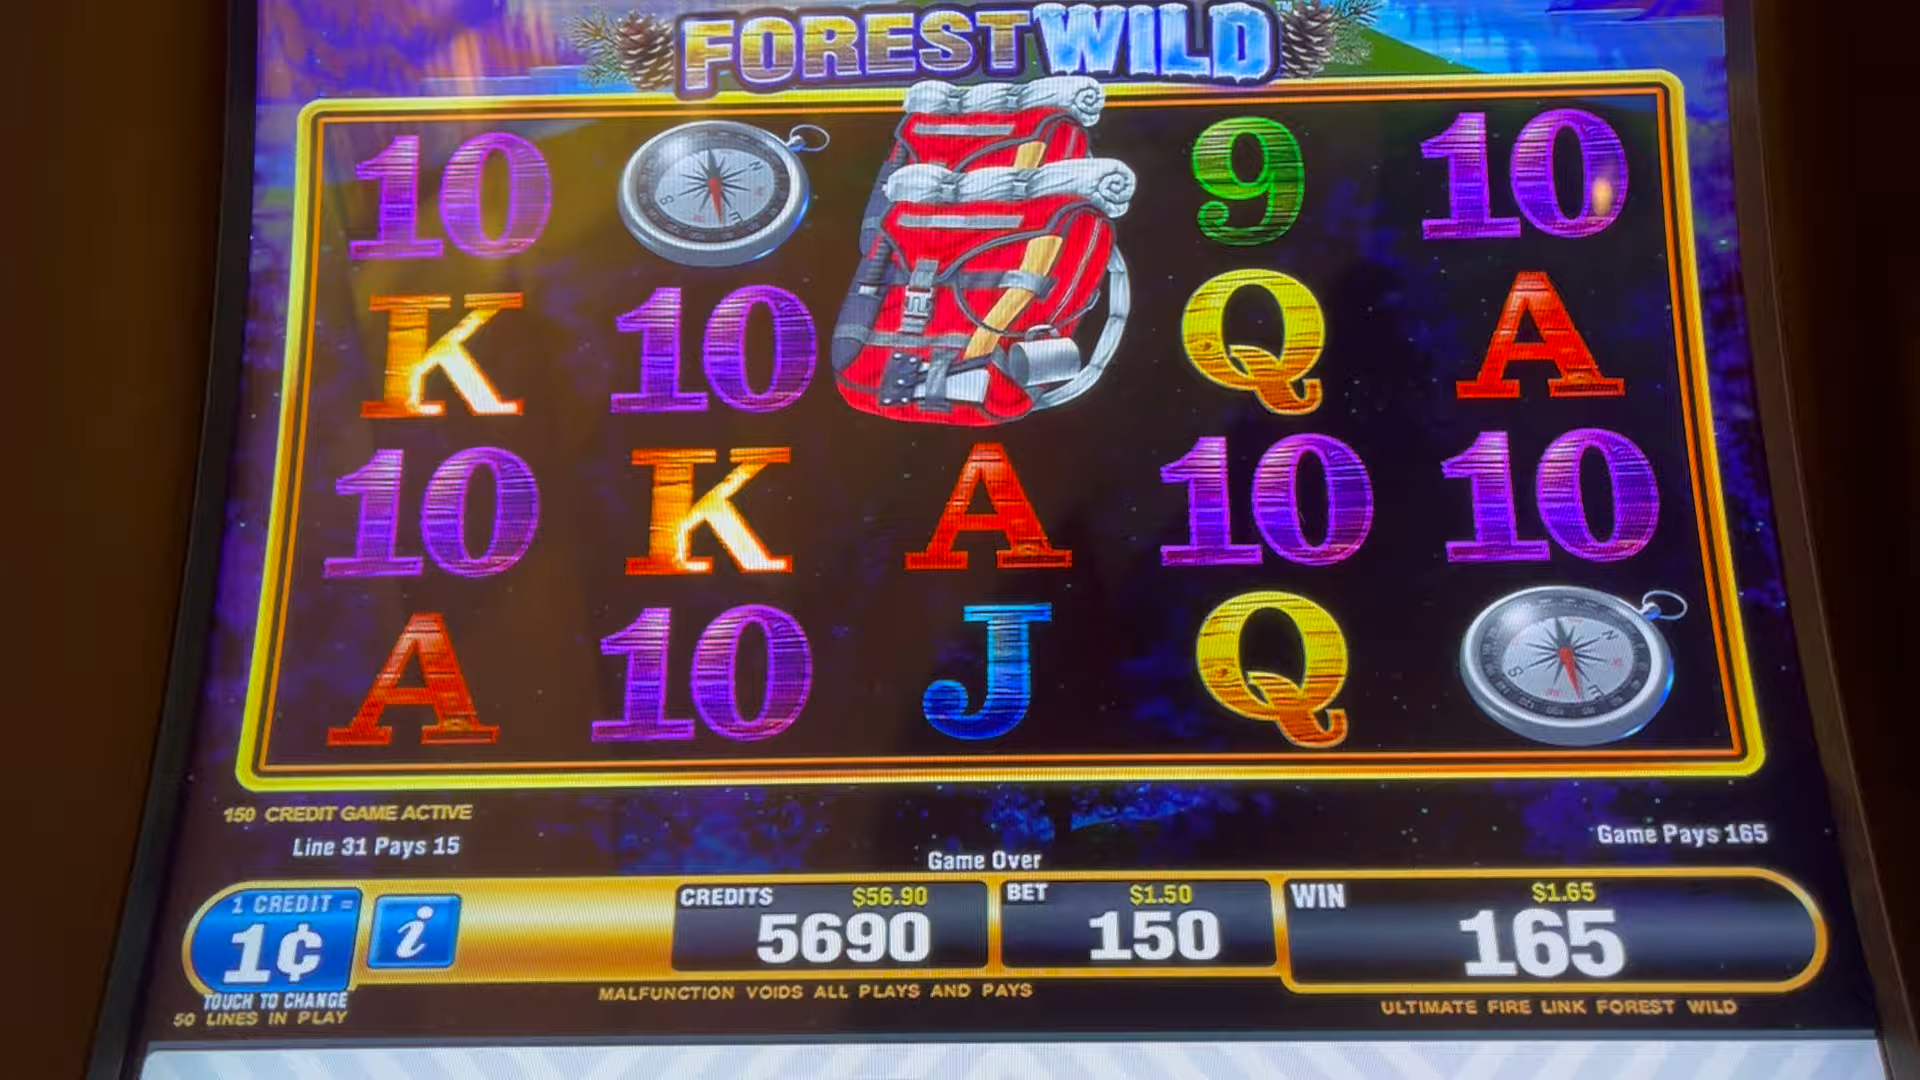 FOREST WILD™
10 9 10
K 10 Q A
10 K A 10 10
A 10 J Q
150 CREDIT GAME ACTIVE
Line 31 Pays 15
Game Pays 165
Game Over
1 CREDIT =
1¢
TOUCH TO CHANGE
50 LINES IN PLAY
i
CREDITS $56.90
5690
BET $1.50
150
WIN $1.65
165
MALFUNCTION VOIDS ALL PLAYS AND PAYS
ULTIMATE FIRE LINK FOREST WILD